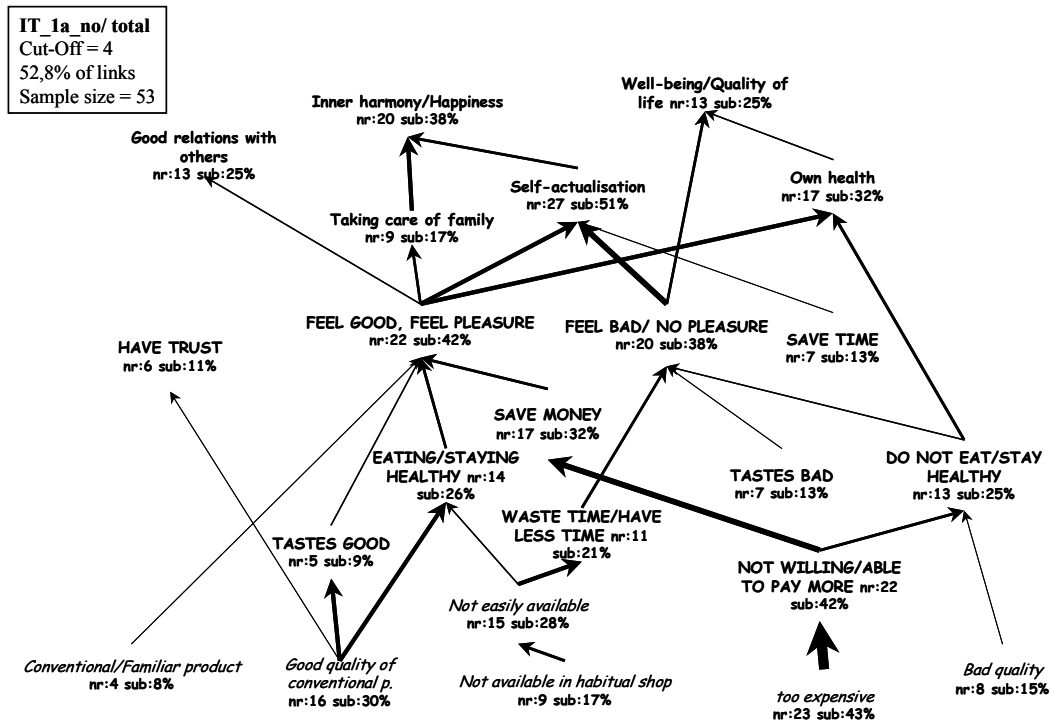 IT_1a_no/ total
Cut-Off = 4
52,8% of links
Sample size = 53
Well-being/Quality of
life nr:13 sub:25%
Inner harmony/Happiness
nr:20 sub:38%
Good relations with
others
nr:13 sub:25%
Own health
nr:17 sub:32%
Self-actualisation
nr:27 sub:51%
Taking care of family
nr:9 sub:17%
FEEL GOOD, FEEL PLEASURE
nr:22 sub:42%
FEEL BAD/ NO PLEASURE
nr:20 sub:38%
SAVE TIME
nr:7 sub:13%
HAVE TRUST
nr:6 sub:11%
SAVE MONEY
nr:17 sub:32%
EATING/STAYING
HEALTHY nr:14
sub:26%
TASTES BAD
nr:7 sub:13%
DO NOT EAT/STAY
HEALTHY
nr:13 sub:25%
WASTE TIME/HAVE
LESS TIME nr:11
sub:21%
TASTES GOOD
nr:5 sub:9%
NOT WILLING/ABLE
TO PAY MORE nr:22
sub:42%
Not easily available
nr:15 sub:28%
Conventional/Familiar product
nr:4 sub:8%
Good quality of
conventional p.
nr:16 sub:30%
Not available in habitual shop
nr:9 sub:17%
too expensive
nr:23 sub:43%
Bad quality
nr:8 sub:15%